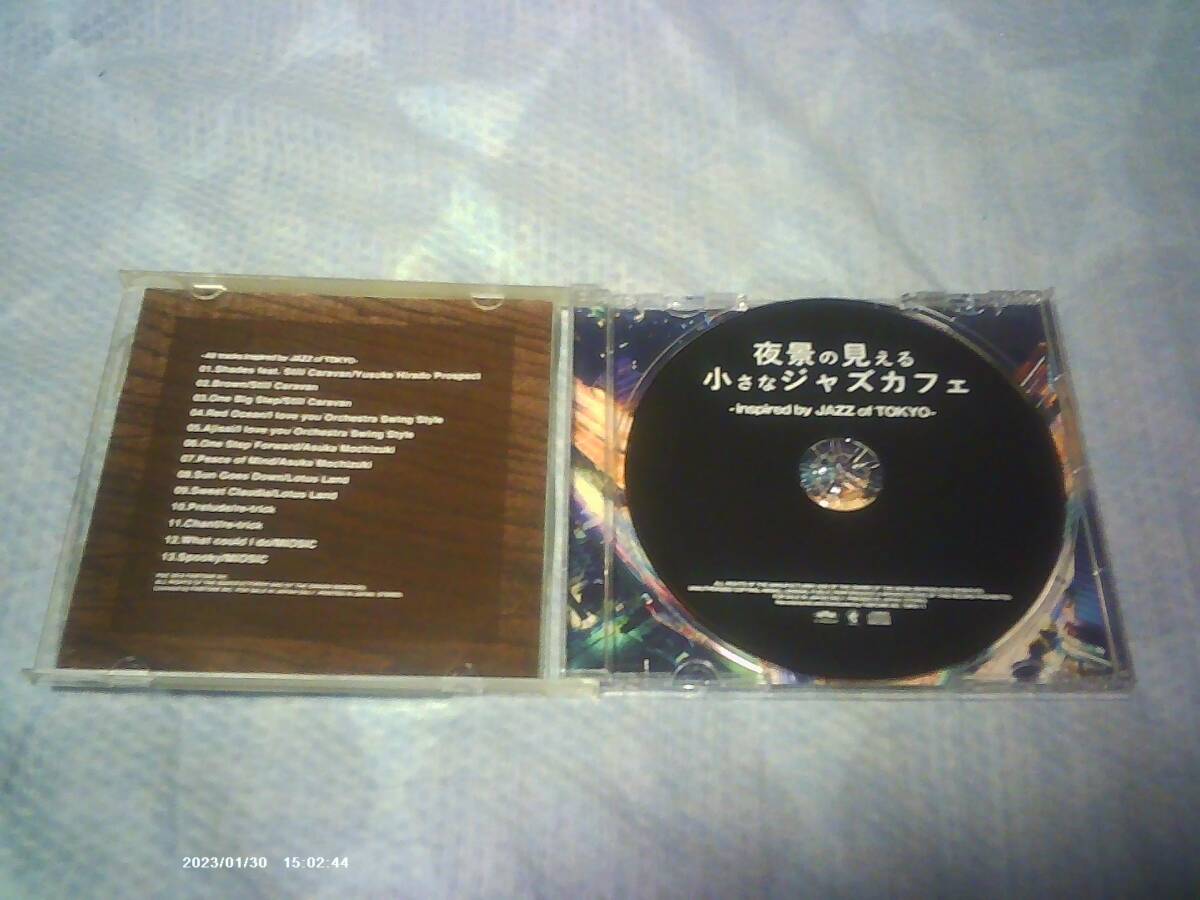 -All tracks inspired by JAZZ of TOKYO-
01.Shades feat. Still Caravan/Yusuke Hirado Prospect
02.Brown/Still Caravan
03.One Big Step/Still Caravan
04.Red Ocean/I love you Orchestra Swing Style
05.Ajisai/I love you Orchestra Swing Style
06.One Step Forward/Asuka Mochizuki
07.Peace of Mind/Asuka Mochizuki
08.Sun Goes Down/Lotus Land
09.Sweet Claudia/Lotus Land
10.Prelude/re-trick
11.Chant/re-trick
12.What could I do/IMOSIC
13.Spooky/IMOSIC
夜景の見える
小さなジャズカフェ
-Inspired by JAZZ of TOKYO-
2023/01/30 15:02:44